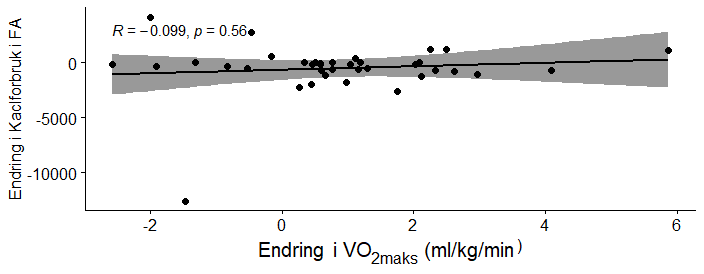 R = −0.099, p = 0.56
Endring i Kaclforbruk i FA
0
-5000
-10000
-2
0
2
4
6
Endring i VO2maks (ml/kg/min)